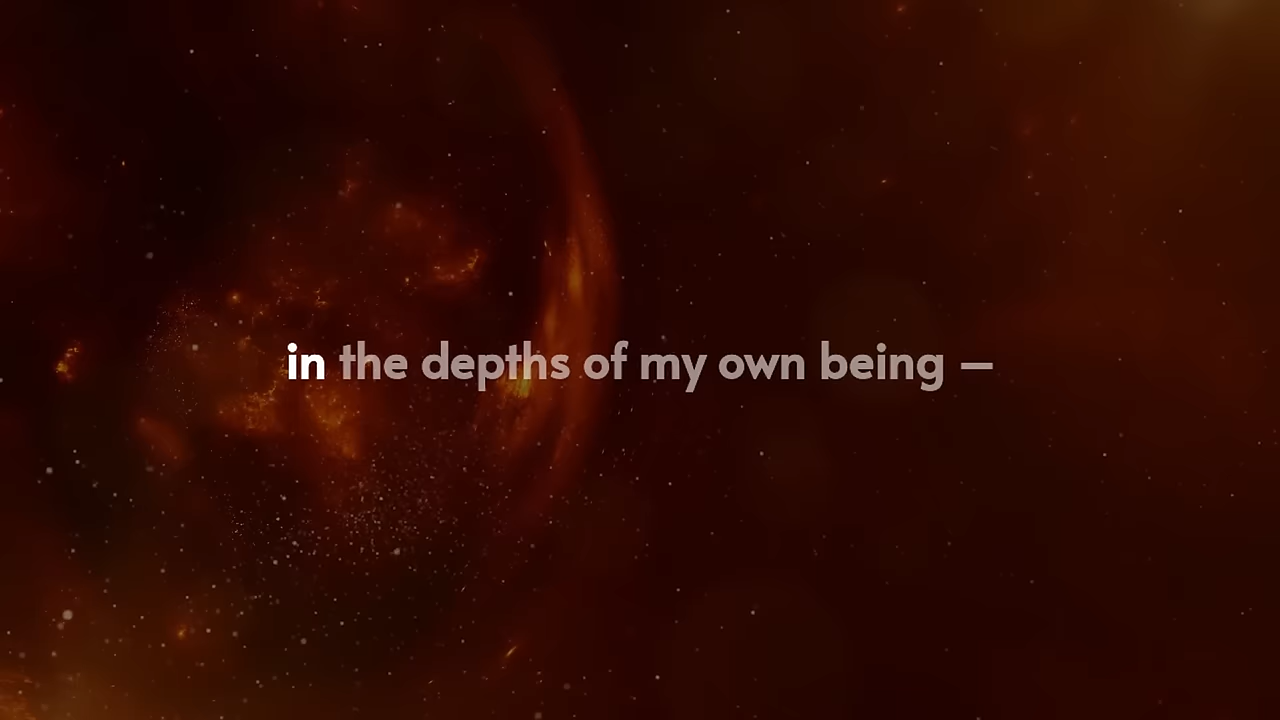 in the depths of my own being —